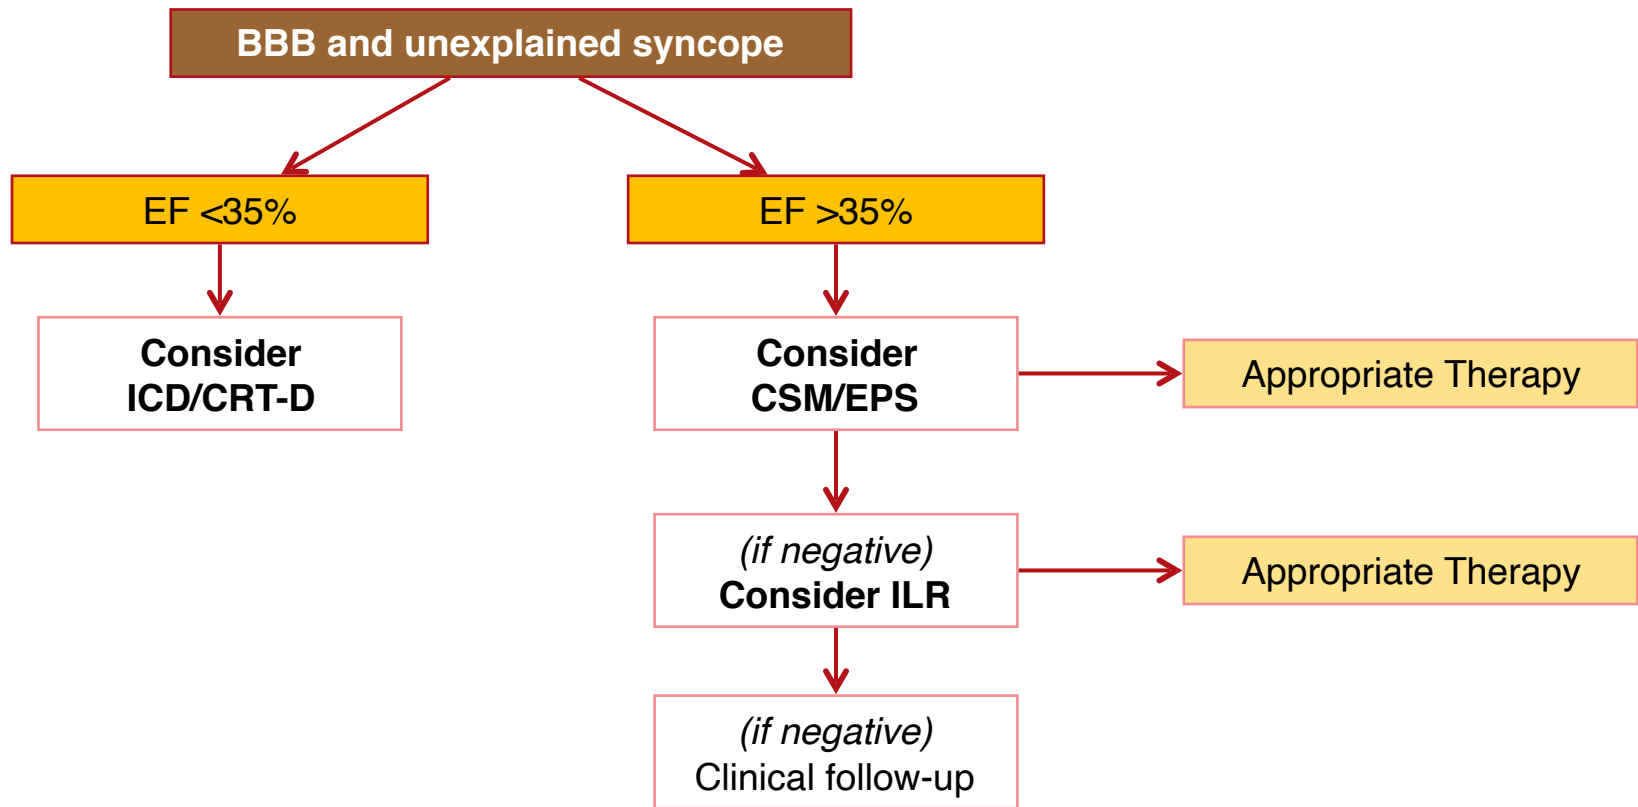 BBB and unexplained syncope
EF <35%
EF >35%
Consider
ICD/CRT-D
Consider
CSM/EPS
Appropriate Therapy
(if negative)
Consider ILR
Appropriate Therapy
(if negative)
Clinical follow-up